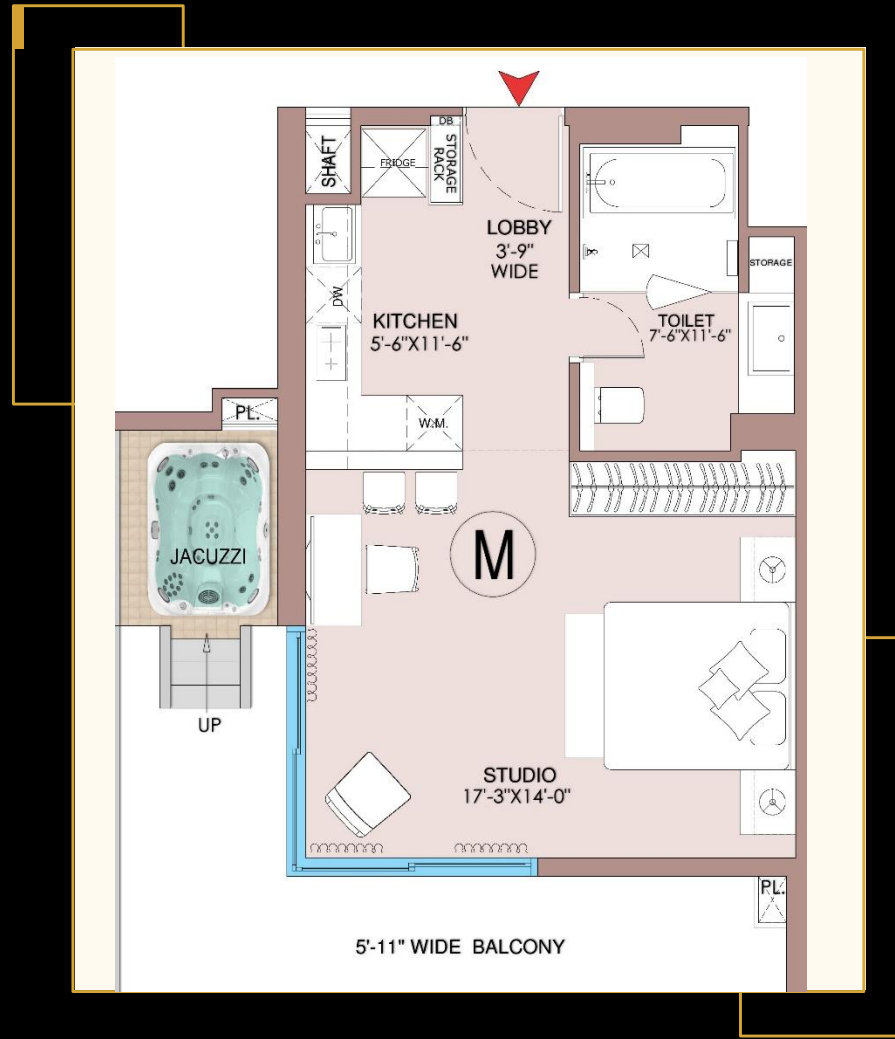 DB
SHAFT
FRIDGE
STORAGE
RACK
LOBBY
3'-9"
WIDE
STORAGE
DW
KITCHEN
5'-6"X11'-6"
TOILET
7'-6"X11'-6"
PL.
W.M.
M
JACUZZI
UP
STUDIO
17'-3"X14'-0"
PL.
5'-11" WIDE BALCONY